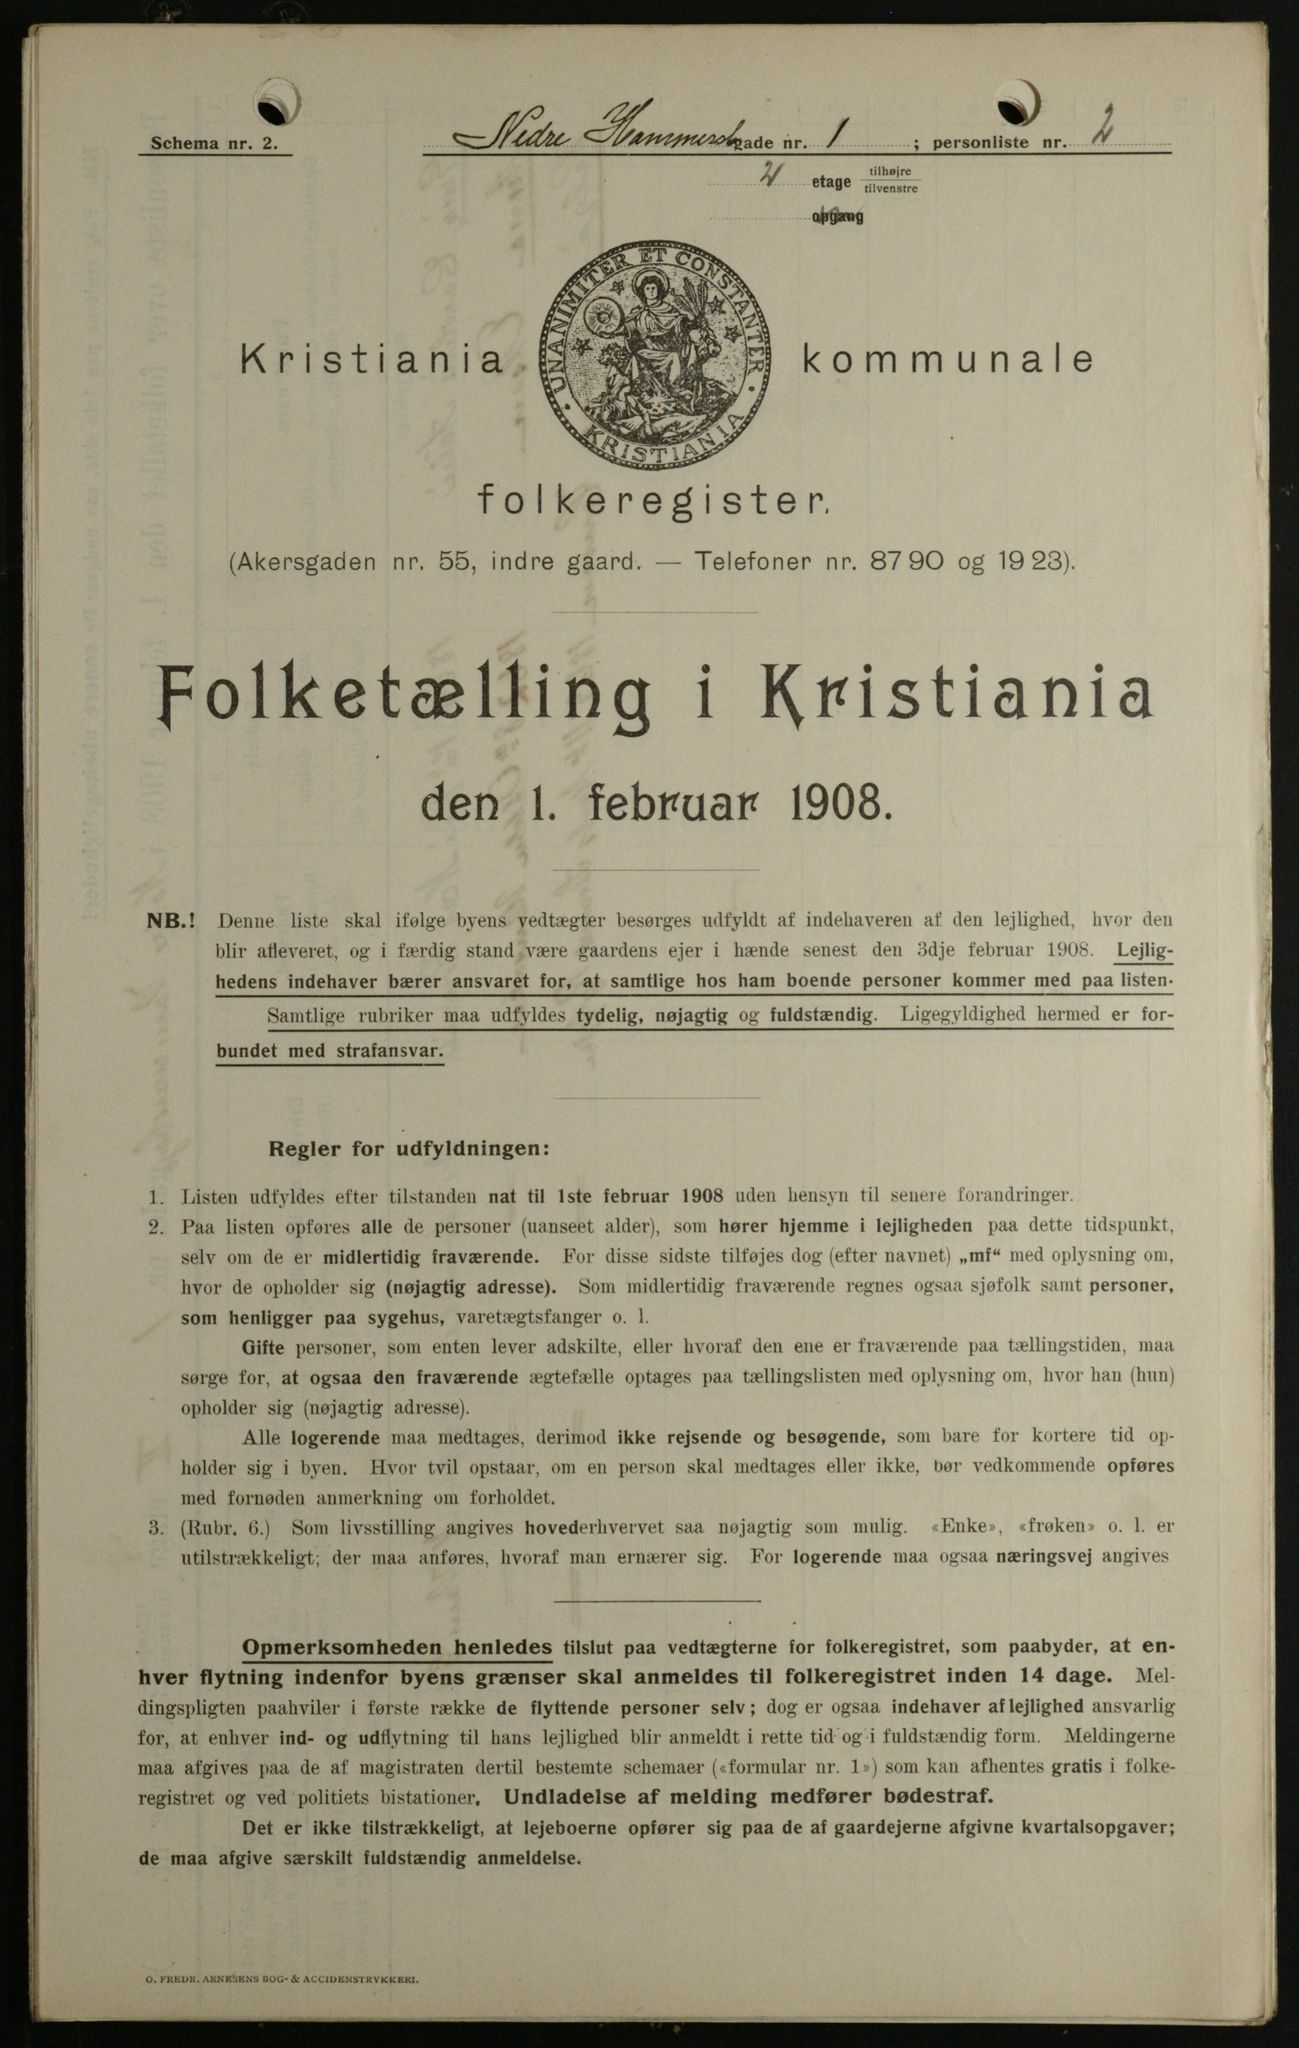 Schema nr. 2.
Nedre Hammersb gade nr. 1 ; personliste nr. 2
2 etage tilhøjre
tilvenstre
opgang
UNANIMITER ET CONSTANTER
KRISTIANIA
Kristiania kommunale
folkeregister.
(Akersgaden nr. 55, indre gaard. — Telefoner nr. 87 90 og 19 23).
Folketælling i Kristiania
den 1. februar 1908.
NB.! Denne liste skal ifølge byens vedtægter besørges udfyldt af indehaveren af den lejlighed, hvor den
blir afleveret, og i færdig stand være gaardens ejer i hænde senest den 3dje februar 1908. Lejlig-
hedens indehaver bærer ansvaret for, at samtlige hos ham boende personer kommer med paa listen.
Samtlige rubriker maa udfyldes tydelig, nøjagtig og fuldstændig. Ligegyldighed hermed er for-
bundet med strafansvar.
Regler for udfyldningen:
1. Listen udfyldes efter tilstanden nat til 1ste februar 1908 uden hensyn til senere forandringer.
2. Paa listen opføres alle de personer (uanseet alder), som hører hjemme i lejligheden paa dette tidspunkt,
selv om de er midlertidig fraværende. For disse sidste tilføjes dog (efter navnet) „mf“ med oplysning om,
hvor de opholder sig (nøjagtig adresse). Som midlertidig fraværende regnes ogsaa sjøfolk samt personer,
som henligger paa sygehus, varetægtsfanger o. l.
Gifte personer, som enten lever adskilte, eller hvoraf den ene er fraværende paa tællingstiden, maa
sørge for, at ogsaa den fraværende ægtefælle optages paa tællingslisten med oplysning om, hvor han (hun)
opholder sig (nøjagtig adresse).
Alle logerende maa medtages, derimod ikke rejsende og besøgende, som bare for kortere tid op-
holder sig i byen. Hvor tvil opstaar, om en person skal medtages eller ikke, bør vedkommende opføres
med fornøden anmerkning om forholdet.
3. (Rubr. 6.) Som livsstilling angives hovederhvervet saa nøjagtig som mulig. «Enke», «frøken» o. l. er
utilstrækkeligt; der maa anføres, hvoraf man ernærer sig. For logerende maa ogsaa næringsvej angives
Opmerksomheden henledes tilslut paa vedtægterne for folkeregistret, som paabyder, at en-
hver flytning indenfor byens grænser skal anmeldes til folkeregistret inden 14 dage. Mel-
dingspligten paahviler i første række de flyttende personer selv; dog er ogsaa indehaver af lejlighed ansvarlig
for, at enhver ind- og udflytning til hans lejlighed blir anmeldt i rette tid og i fuldstændig form. Meldingerne
maa afgives paa de af magistraten dertil bestemte schemaer («formular nr. 1») som kan afhentes gratis i folke-
registret og ved politiets bistationer. Undladelse af melding medfører bødestraf.
Det er ikke tilstrækkeligt, at lejeboerne opfører sig paa de af gaardejerne afgivne kvartalsopgaver;
de maa afgive særskilt fuldstændig anmeldelse.
O. FREDR. ARNESENS BOG- & ACCIDENSTRYKKERI.